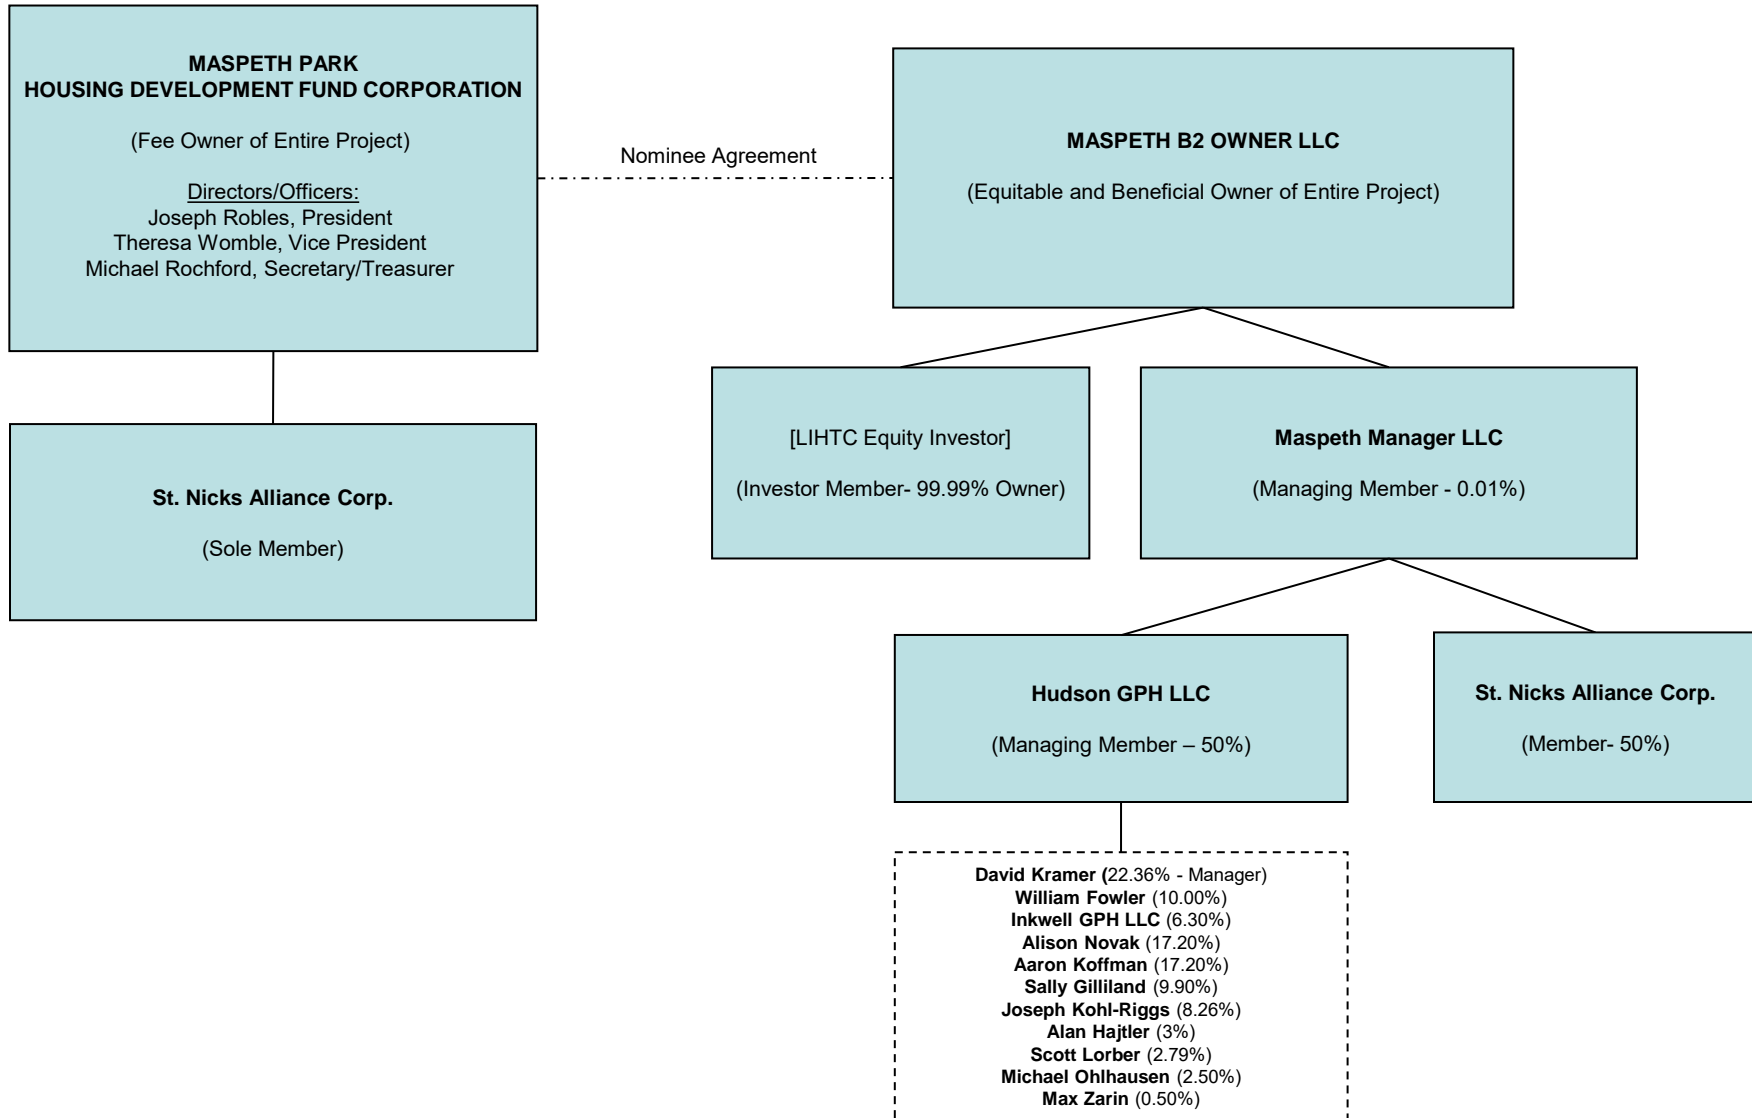 MASPETH PARK
HOUSING DEVELOPMENT FUND CORPORATION
(Fee Owner of Entire Project)
Directors/Officers:
Joseph Robles, President
Theresa Womble, Vice President
Michael Rochford, Secretary/Treasurer
Nominee Agreement
MASPETH B2 OWNER LLC
(Equitable and Beneficial Owner of Entire Project)
St. Nicks Alliance Corp.
(Sole Member)
[LIHTC Equity Investor]
(Investor Member- 99.99% Owner)
Maspeth Manager LLC
(Managing Member - 0.01%)
Hudson GPH LLC
(Managing Member – 50%)
St. Nicks Alliance Corp.
(Member- 50%)
David Kramer (22.36% - Manager)
William Fowler (10.00%)
Inkwell GPH LLC (6.30%)
Alison Novak (17.20%)
Aaron Koffman (17.20%)
Sally Gilliland (9.90%)
Joseph Kohl-Riggs (8.26%)
Alan Hajtler (3%)
Scott Lorber (2.79%)
Michael Ohlhausen (2.50%)
Max Zarin (0.50%)